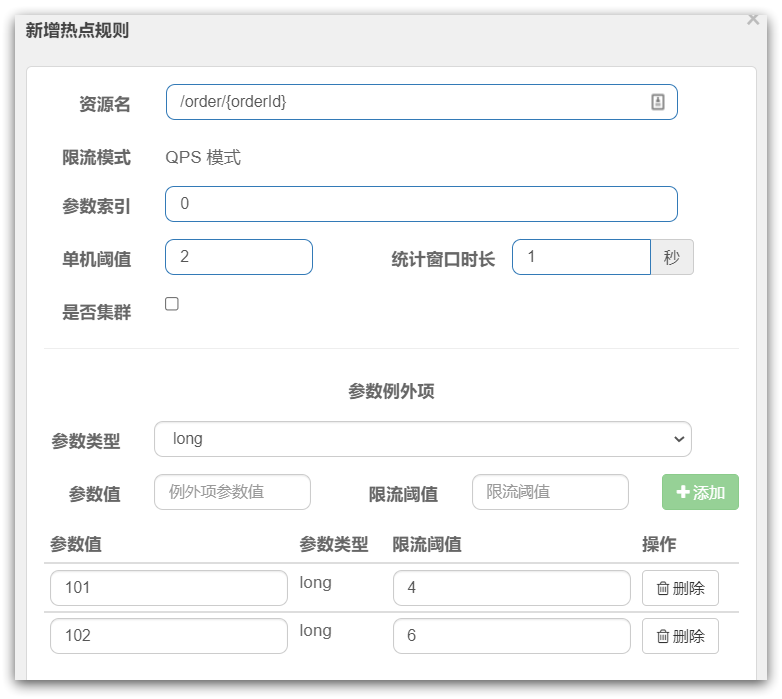 新增热点规则 ×
资源名 /order/{orderId}
限流模式 QPS 模式
参数索引 0
单机阈值 2 统计窗口时长 1 秒
是否集群
参数例外项
参数类型 long
参数值 例外项参数值 限流阈值 限流阈值 添加
参数值 参数类型 限流阈值 操作
101 long 4 删除
102 long 6 删除